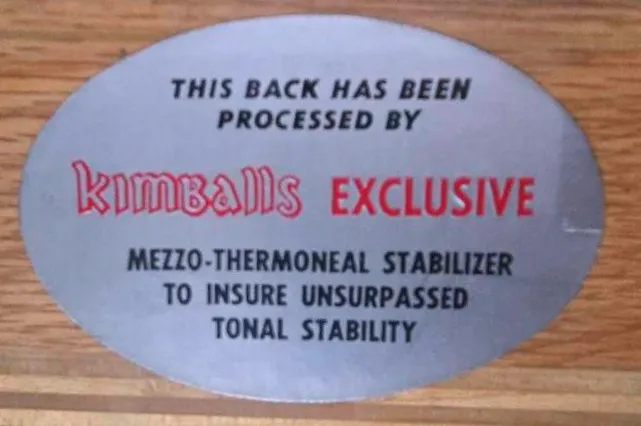 THIS BACK HAS BEEN
PROCESSED BY
kimballs EXCLUSIVE
MEZZO-THERMONEAL STABILIZER
TO INSURE UNSURPASSED
TONAL STABILITY